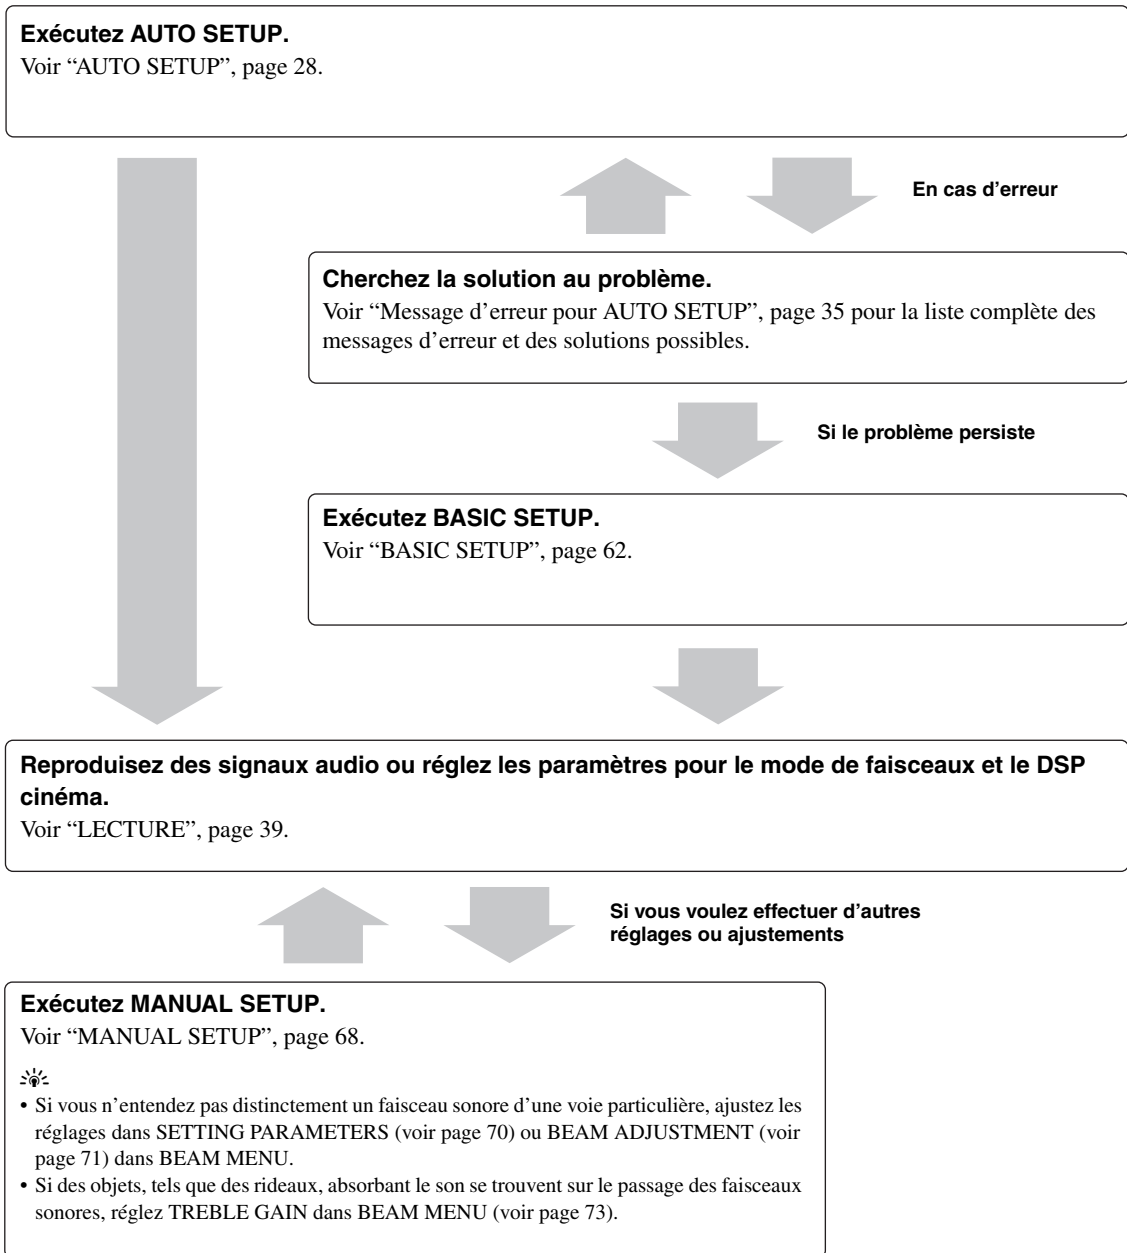 Exécutez AUTO SETUP.
Voir “AUTO SETUP”, page 28.
En cas d’erreur
Cherchez la solution au problème.
Voir “Message d’erreur pour AUTO SETUP”, page 35 pour la liste complète des
messages d’erreur et des solutions possibles.
Si le problème persiste
Exécutez BASIC SETUP.
Voir “BASIC SETUP”, page 62.
Reproduisez des signaux audio ou réglez les paramètres pour le mode de faisceaux et le DSP
cinéma.
Voir “LECTURE”, page 39.
Si vous voulez effectuer d’autres
réglages ou ajustements
Exécutez MANUAL SETUP.
Voir “MANUAL SETUP”, page 68.
• Si vous n’entendez pas distinctement un faisceau sonore d’une voie particulière, ajustez les
réglages dans SETTING PARAMETERS (voir page 70) ou BEAM ADJUSTMENT (voir
page 71) dans BEAM MENU.
• Si des objets, tels que des rideaux, absorbant le son se trouvent sur le passage des faisceaux
sonores, réglez TREBLE GAIN dans BEAM MENU (voir page 73).